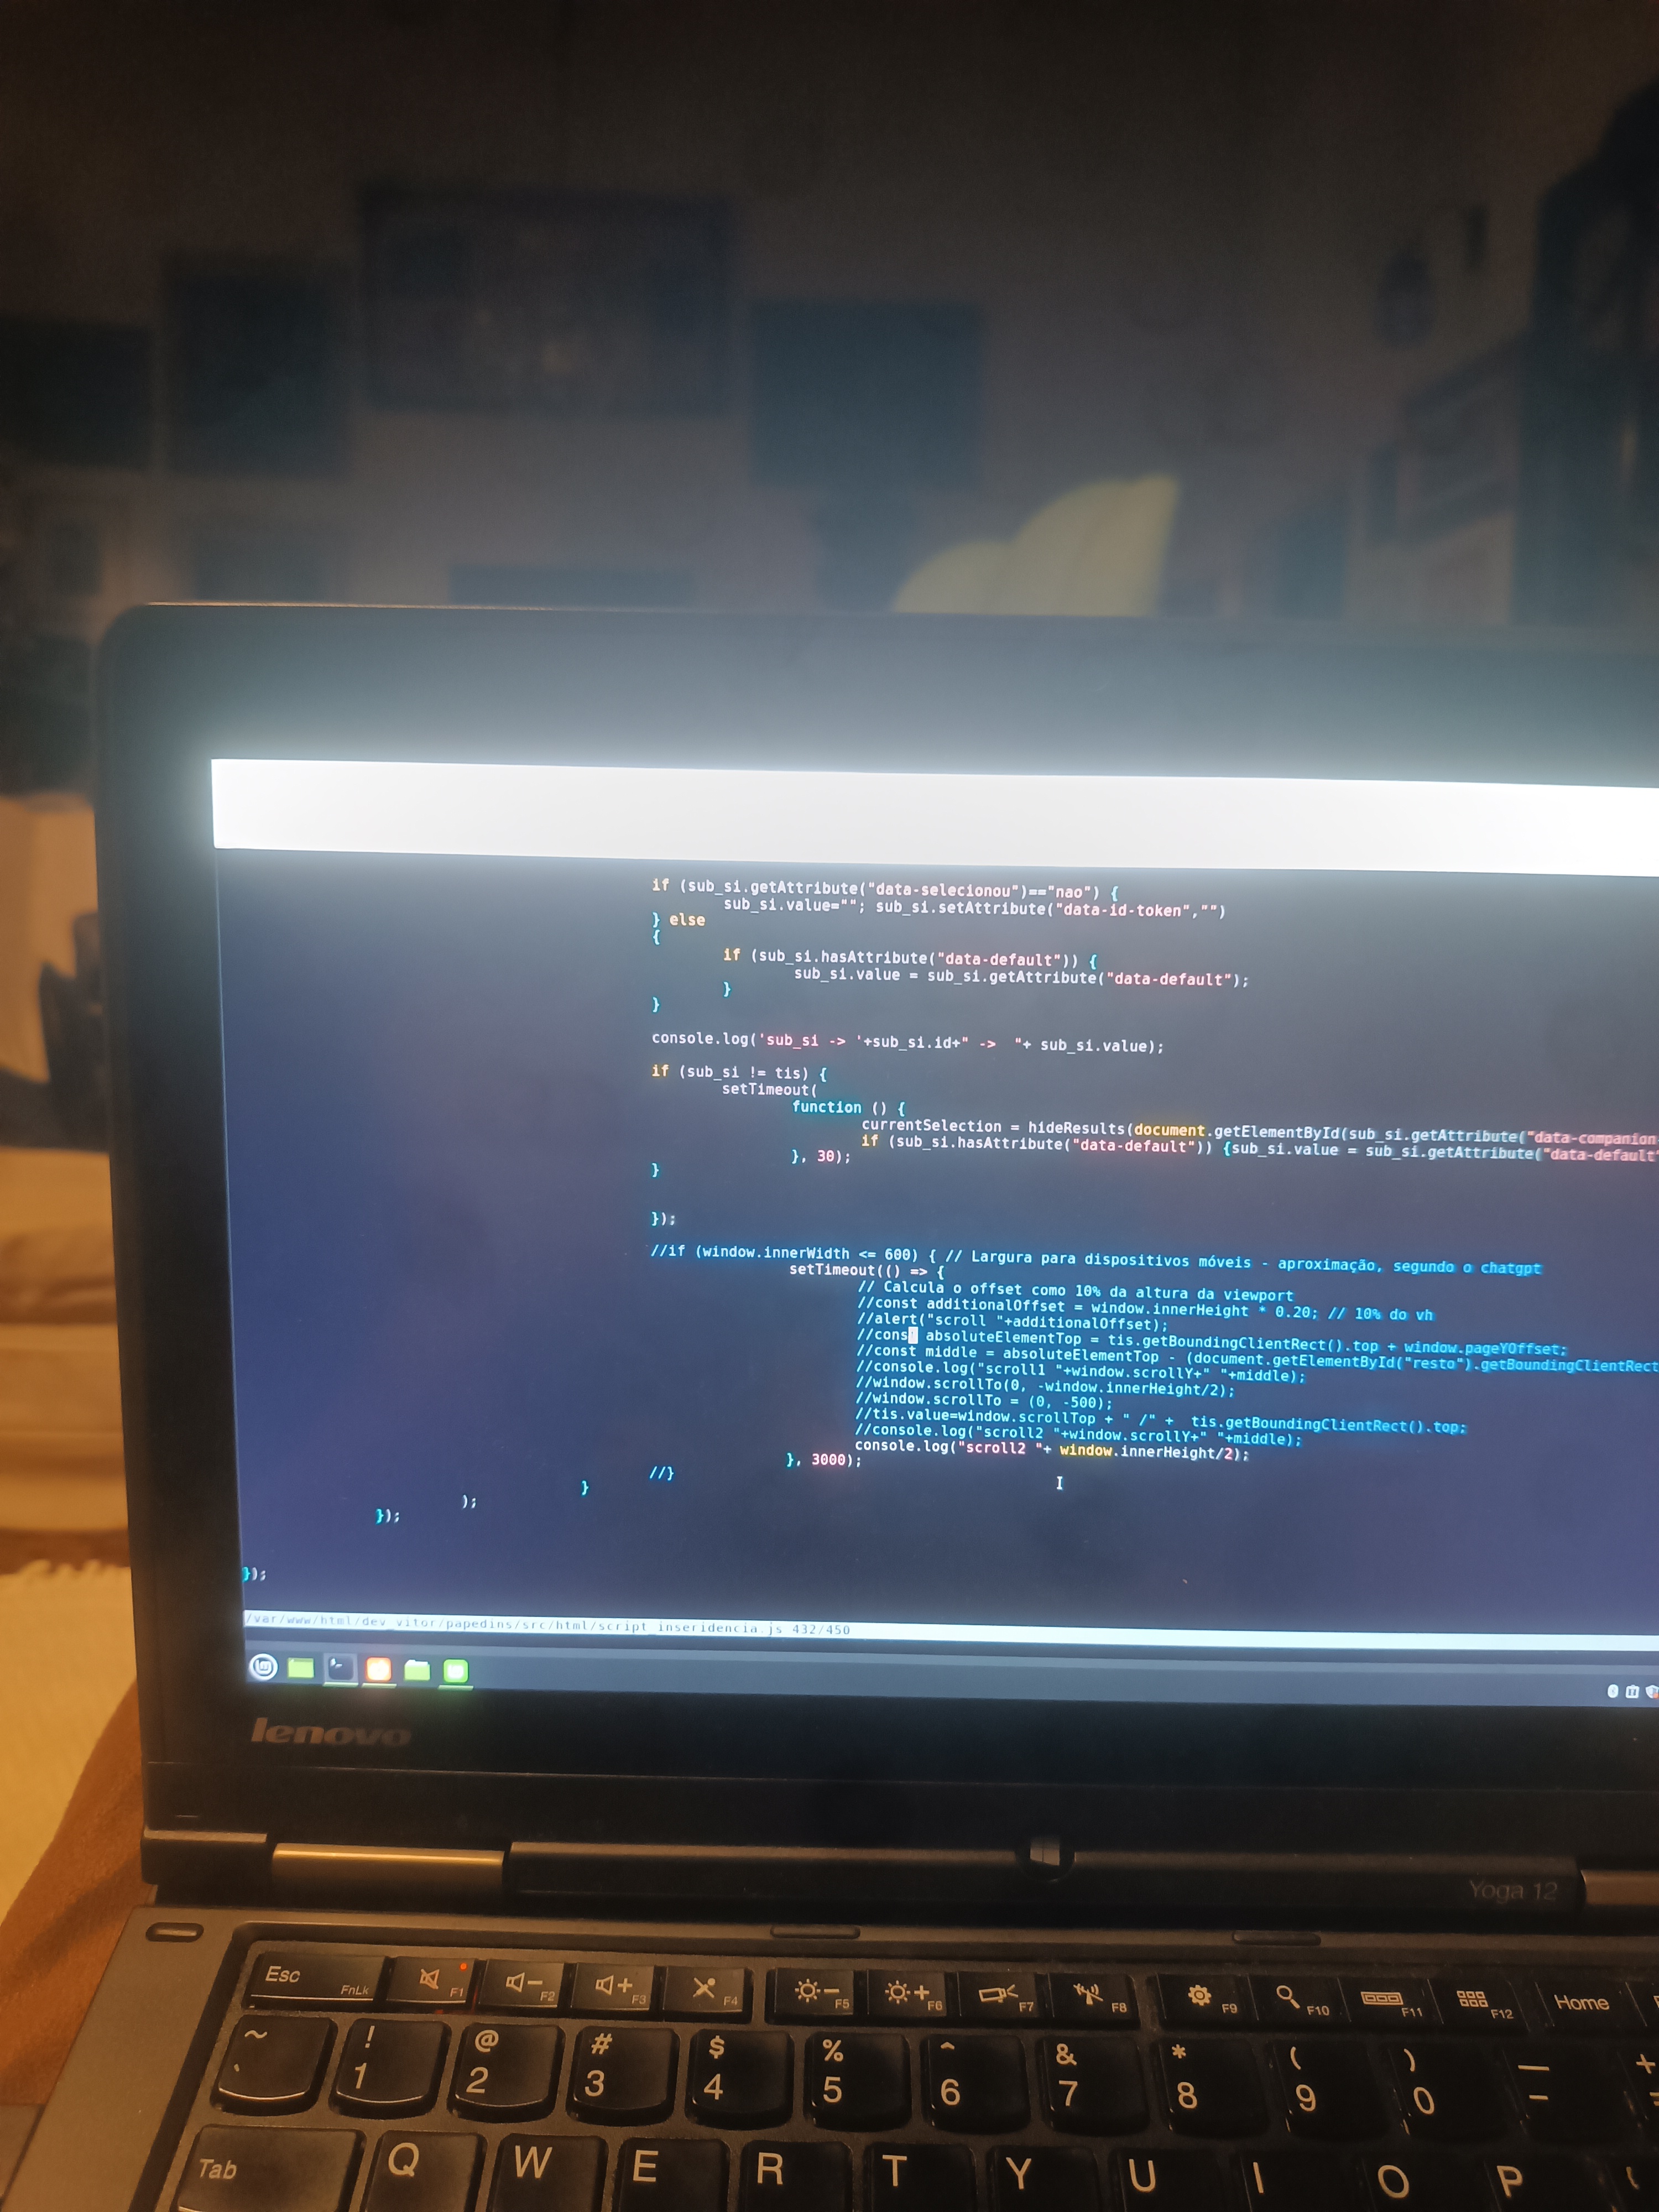 if (sub_si.getAttribute("data-selecionou")=="nao") {
sub_si.value=""; sub_si.setAttribute("data-id-token","")
} else
{
if (sub_si.hasAttribute("data-default")) {
sub_si.value = sub_si.getAttribute("data-default");
}
}
console.log('sub_si -> '+sub_si.id+" ->  "+ sub_si.value);
if (sub_si != tis) {
setTimeout(
function () {
currentSelection = hideResults(document.getElementById(sub_si.getAttribute("data-companion
if (sub_si.hasAttribute("data-default")) {sub_si.value = sub_si.getAttribute("data-default"
}, 30);
}
});
//if (window.innerWidth <= 600) { // Largura para dispositivos móveis - aproximação, segundo o chatgpt
setTimeout(() => {
// Calcula o offset como 10% da altura da viewport
//const additionalOffset = window.innerHeight * 0.20; // 10% do vh
//alert("scroll "+additionalOffset);
//const absoluteElementTop = tis.getBoundingClientRect().top + window.pageYOffset;
//const middle = absoluteElementTop - (document.getElementById("resto").getBoundingClientRect
//console.log("scroll1 "+window.scrollY+" "+middle);
//window.scrollTo(0, -window.innerHeight/2);
//window.scrollTo = (0, -500);
//tis.value=window.scrollTop + " /" +  tis.getBoundingClientRect().top;
//console.log("scroll2 "+window.scrollY+" "+middle);
console.log("scroll2 "+ window.innerHeight/2);
}, 3000);
//}
}
);
});
});
/var/www/html/dev_vitor/papedins/src/html/script_inseridencia.js 432/450
lenovo
Yoga 12
Esc FnLk F1 F2 F3 F4 F5 F6 F7 F8 F9 F10 F11 F12 Home
~ ! @ # $ % ^ & * ( ) — +
` 1 2 3 4 5 6 7 8 9 0 - =
Tab Q W E R T Y U I O P {